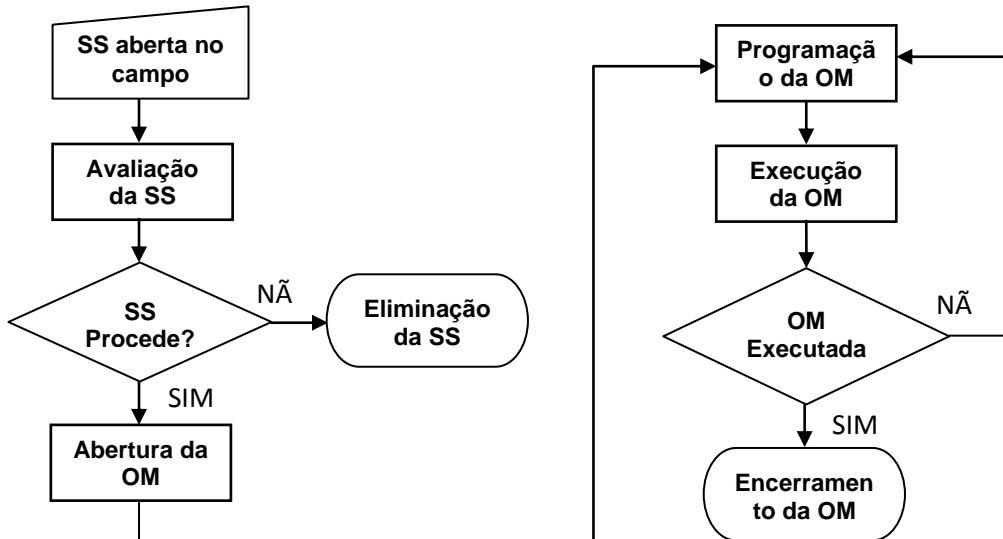 SS aberta no
campo
Avaliação
da SS
SS
Procede?
NÃ
Eliminação
da SS
SIM
Abertura da
OM
Programaçã
o da OM
Execução
da OM
OM
Executada
NÃ
SIM
Encerramen
to da OM